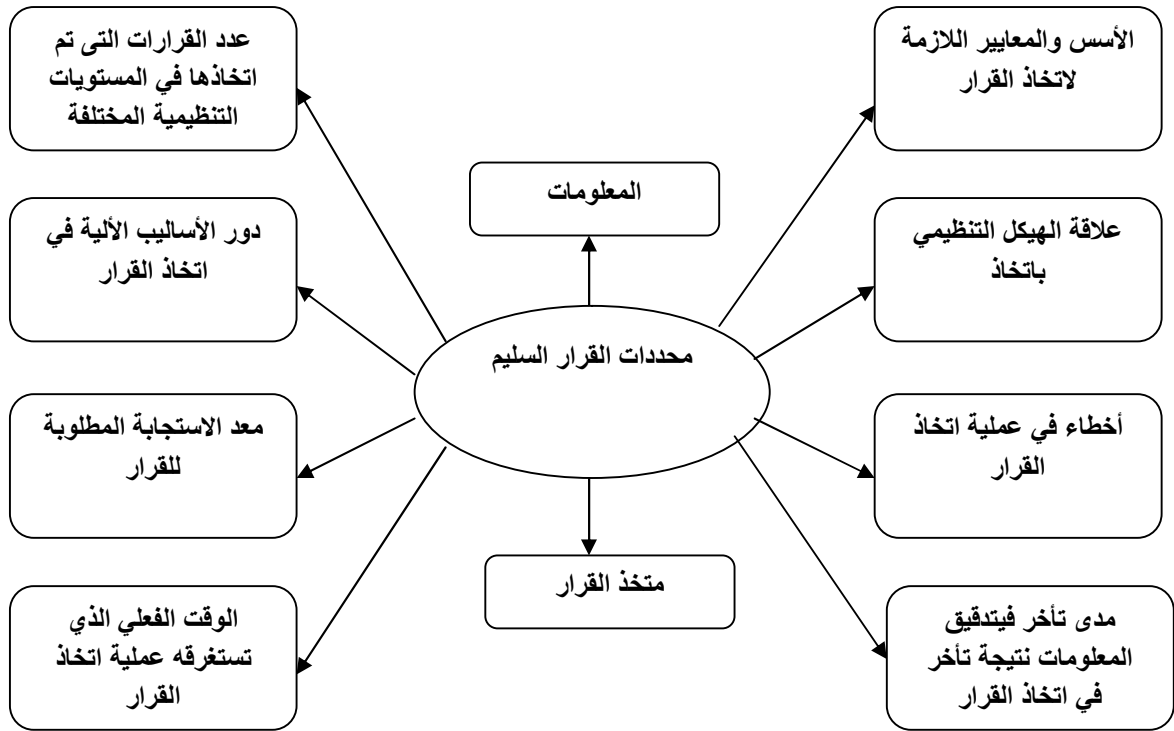 الأسس والمعايير اللازمة
لاتخاذ القرار
عدد القرارات التى تم
اتخاذها في المستويات
التنظيمية المختلفة
المعلومات
علاقة الهيكل التنظيمي
باتخاذ
دور الأساليب الألية في
اتخاذ القرار
محددات القرار السليم
أخطاء في عملية اتخاذ
القرار
معد الاستجابة المطلوبة
للقرار
متخذ القرار
مدى تأخر فيتدقيق
المعلومات نتيجة تأخر
في اتخاذ القرار
الوقت الفعلي الذي
تستغرقه عملية اتخاذ
القرار